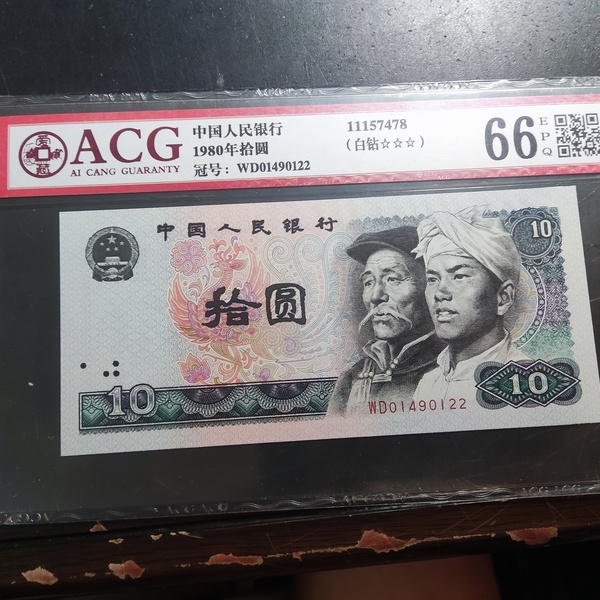 ACG
AI CANG GUARANTY
中国人民银行
1980年拾圆
冠号：WD01490122
11157478
（白钻☆☆☆）
66
EPQ
中国人民银行
10
拾圆
10
10
WD01490122